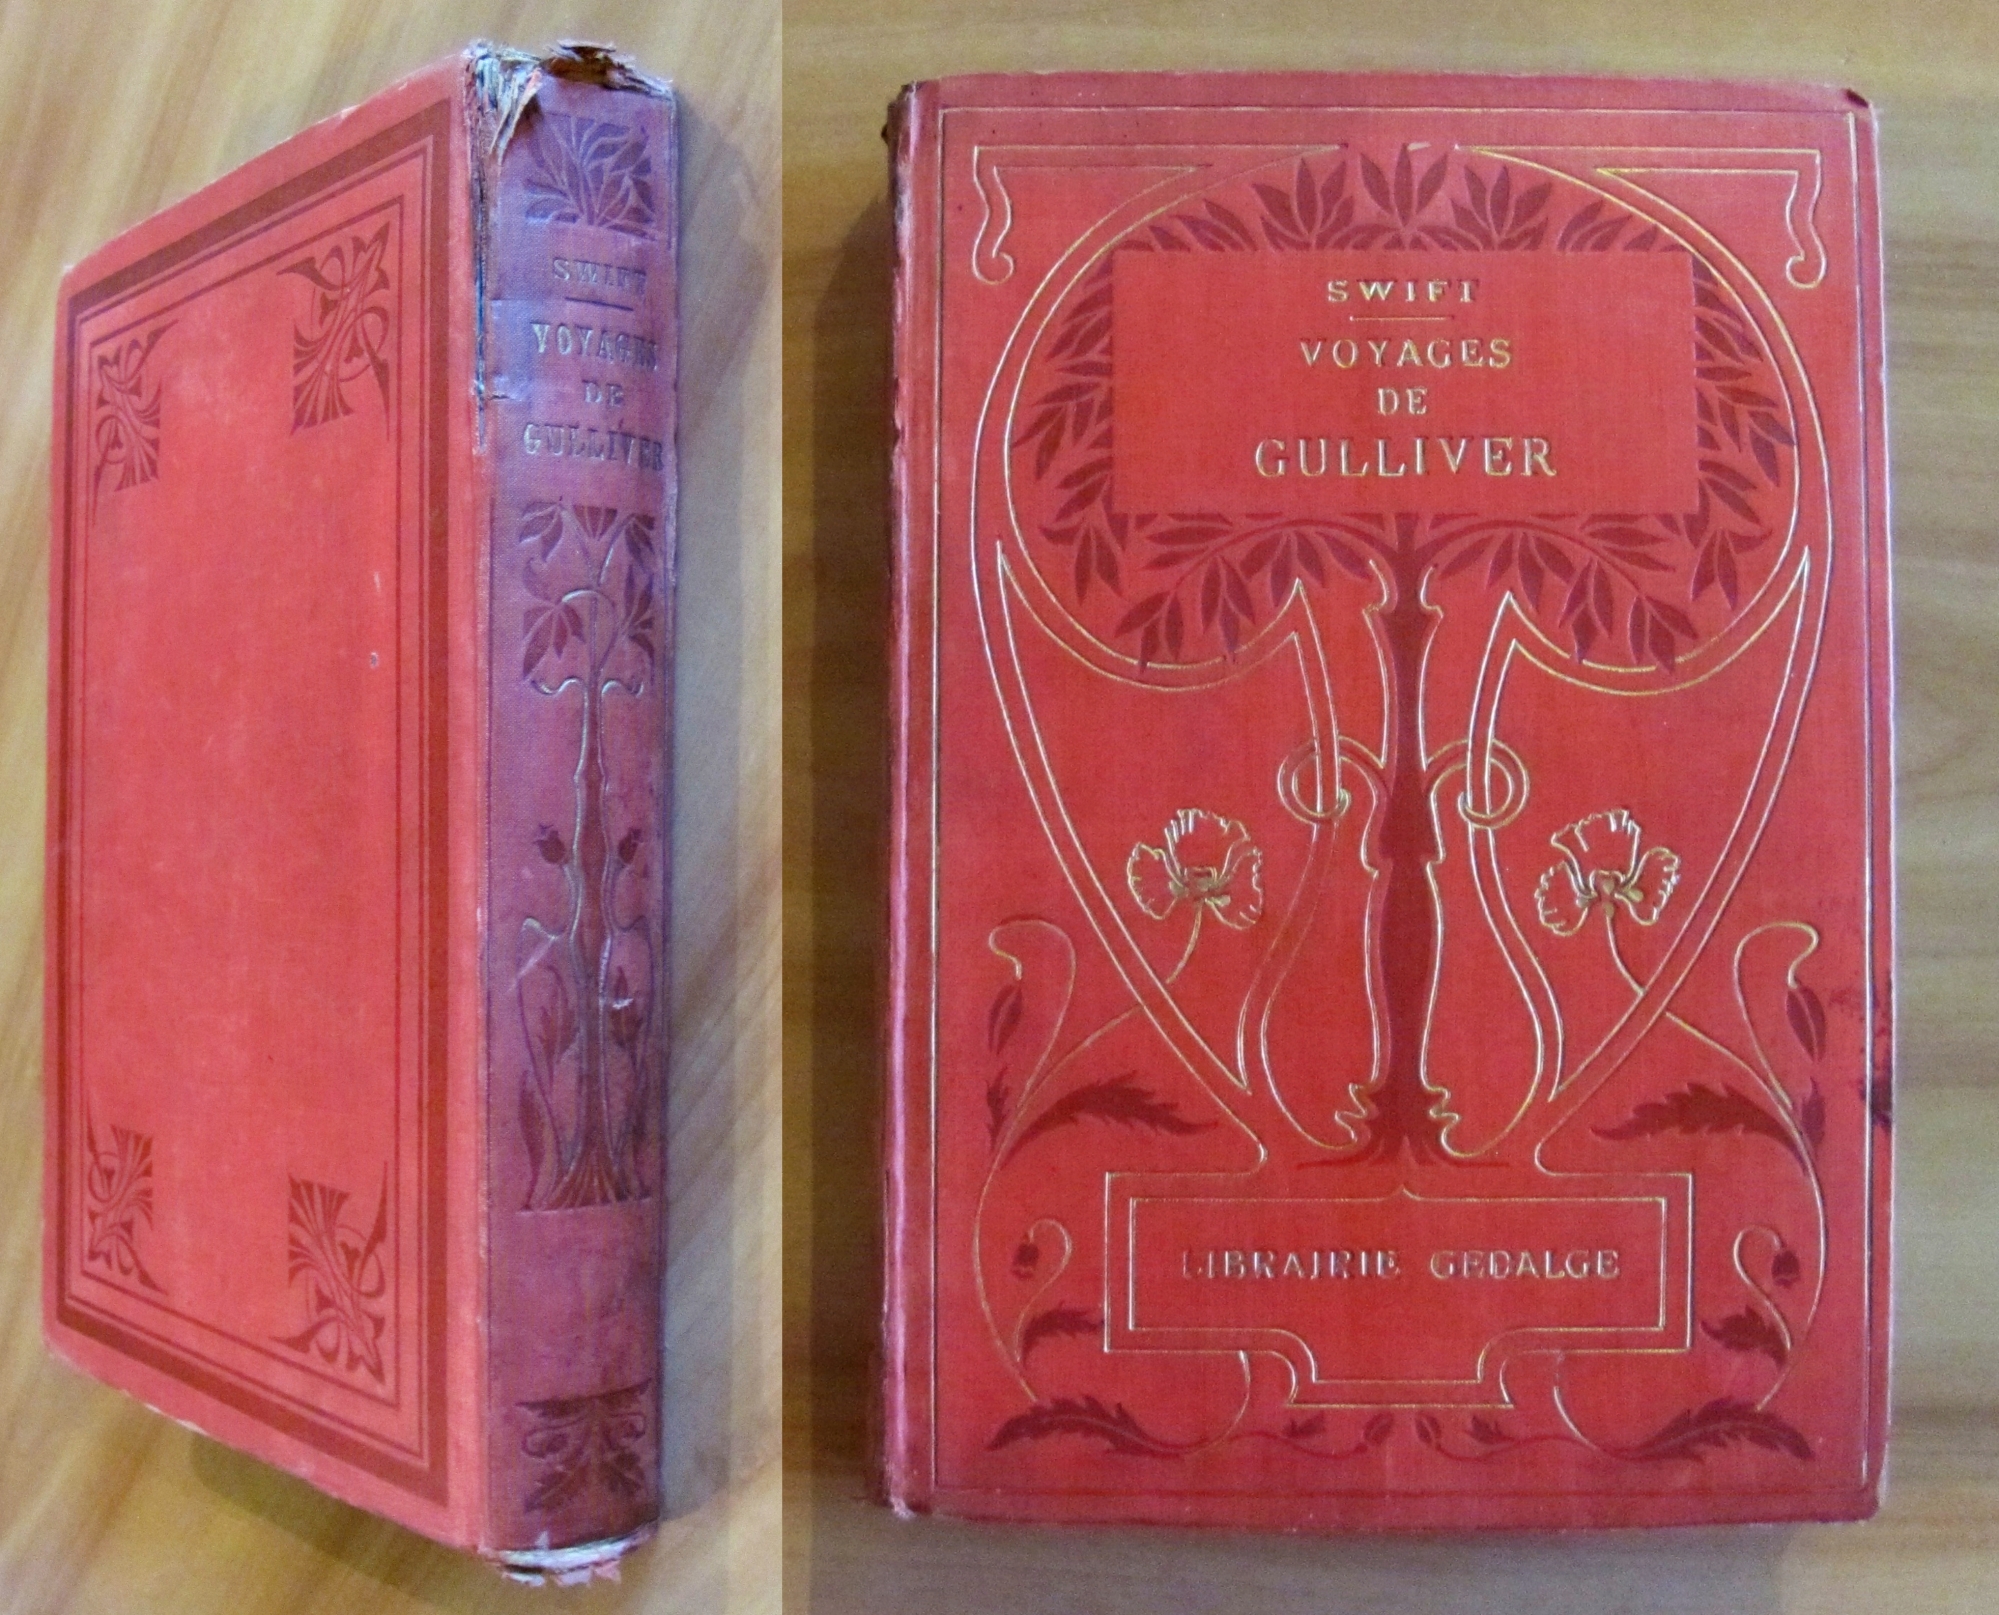 SWIFT
VOYAGES
DE
GULLIVER
SWIFT
VOYAGES
DE
GULLIVER
LIBRAIRIE GEDALGE